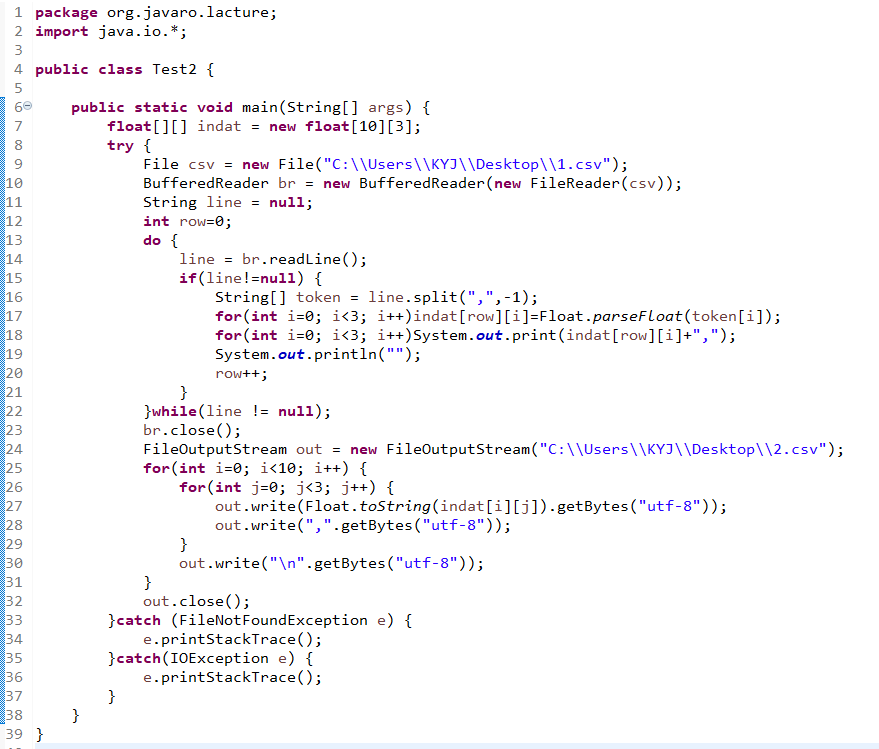 1 package org.javaro.lacture;
2 import java.io.*;
3
4 public class Test2 {
5
6 public static void main(String[] args) {
7 float[][] indat = new float[10][3];
8 try {
9 File csv = new File("C:\\Users\\KYJ\\Desktop\\1.csv");
10 BufferedReader br = new BufferedReader(new FileReader(csv));
11 String line = null;
12 int row=0;
13 do {
14 line = br.readLine();
15 if(line!=null) {
16 String[] token = line.split(",",-1);
17 for(int i=0; i<3; i++)indat[row][i]=Float.parseFloat(token[i]);
18 for(int i=0; i<3; i++)System.out.print(indat[row][i]+",");
19 System.out.println("");
20 row++;
21 }
22 }while(line != null);
23 br.close();
24 FileOutputStream out = new FileOutputStream("C:\\Users\\KYJ\\Desktop\\2.csv");
25 for(int i=0; i<10; i++) {
26 for(int j=0; j<3; j++) {
27 out.write(Float.toString(indat[i][j]).getBytes("utf-8"));
28 out.write(",".getBytes("utf-8"));
29 }
30 out.write("\n".getBytes("utf-8"));
31 }
32 out.close();
33 }catch (FileNotFoundException e) {
34 e.printStackTrace();
35 }catch(IOException e) {
36 e.printStackTrace();
37 }
38 }
39 }